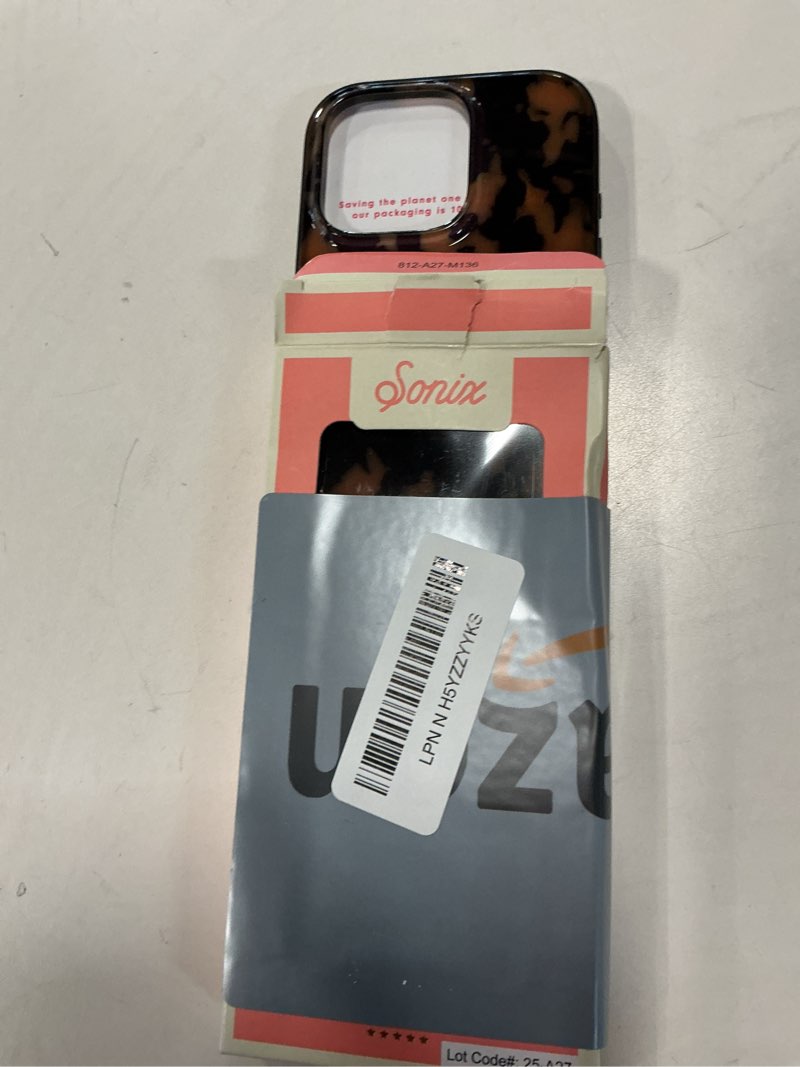 Saving the planet one
our packaging is 10
812-A27-M136
Sonix
LPN N H5YZZYYKS
Lot Code#: 25-A27